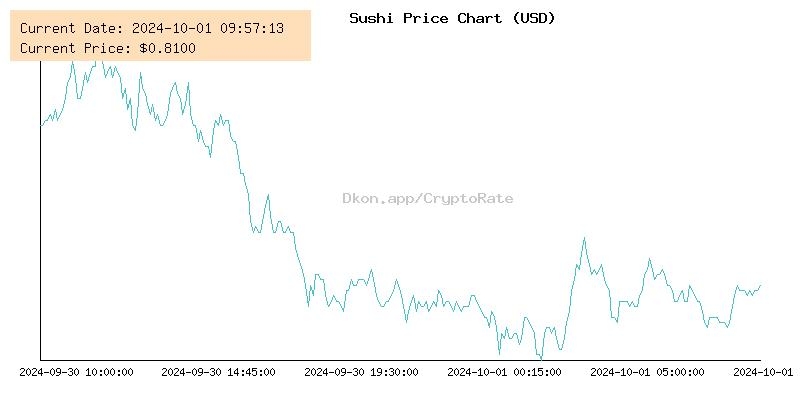 Sushi Price Chart (USD)
Current Date: 2024-10-01 09:57:13
Current Price: $0.8100
Dkon.app/CryptoRate
2024-09-30 10:00:00 2024-09-30 14:45:00 2024-09-30 19:30:00 2024-10-01 00:15:00 2024-10-01 05:00:00 2024-10-01